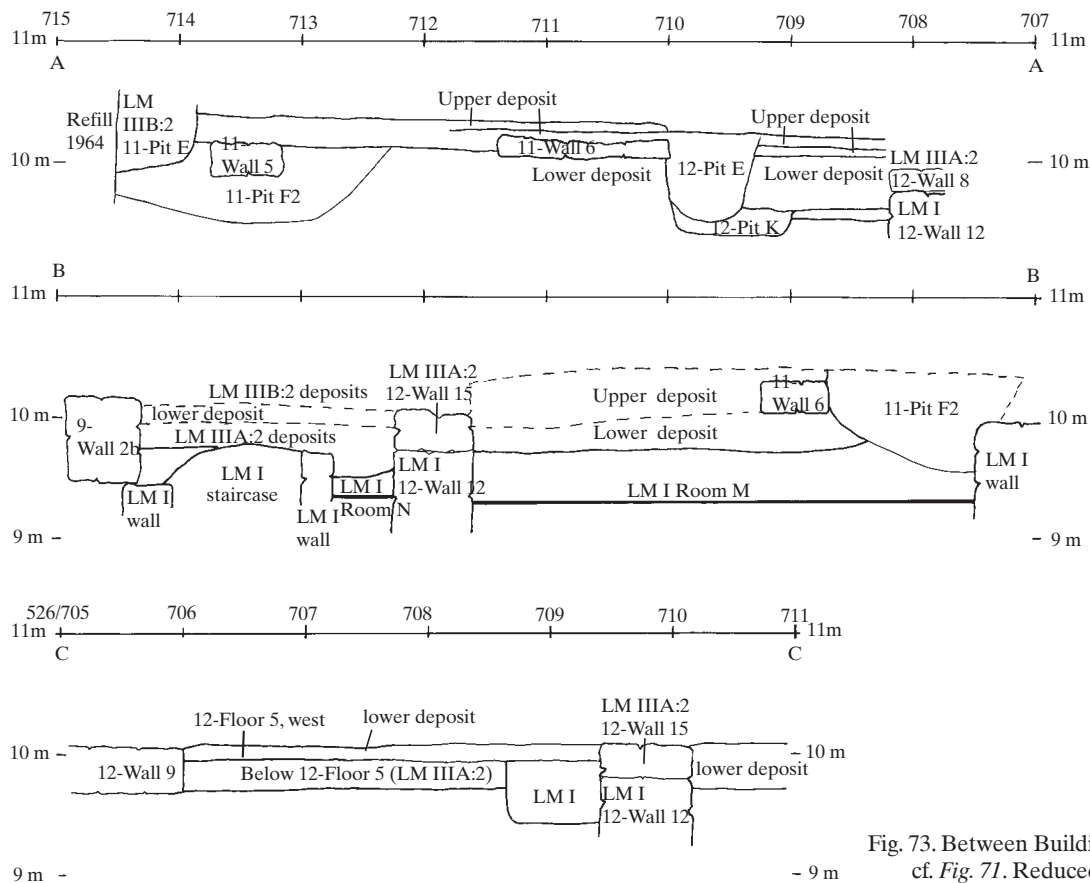 715 714 713 712 711 710 709 708 707
11m 11m
A A
LM
IIIB:2
11-Pit E
Refill
1964
Upper deposit
Upper deposit
10 m 10 m
11-
Wall 5
11-Wall 6
Lower deposit
12-Pit E
Lower deposit
LM IIIA:2
12-Wall 8
11-Pit F2
12-Pit K
LM I
12-Wall 12
B B
11m 11m
LM IIIA:2
12-Wall 15
LM IIIB:2 deposits
lower deposit
10 m 10 m
9-
Wall 2b
LM IIIA:2 deposits
Upper deposit
11-
Wall 6
11-Pit F2
Lower deposit
LM I
staircase
LM I
wall
LM I
wall
LM I
Room N
LM I
12-Wall 12
LM I Room M
LM I
wall
9 m 9 m
526/705 706 707 708 709 710 711
11m 11m
C C
12-Floor 5, west
lower deposit
LM IIIA:2
12-Wall 15
10 m 10 m
12-Wall 9
Below 12-Floor 5 (LM IIIA:2)
LM I
LM I
12-Wall 12
lower deposit
9 m 9 m
Fig. 73. Between Buildi
cf. Fig. 71. Reduced